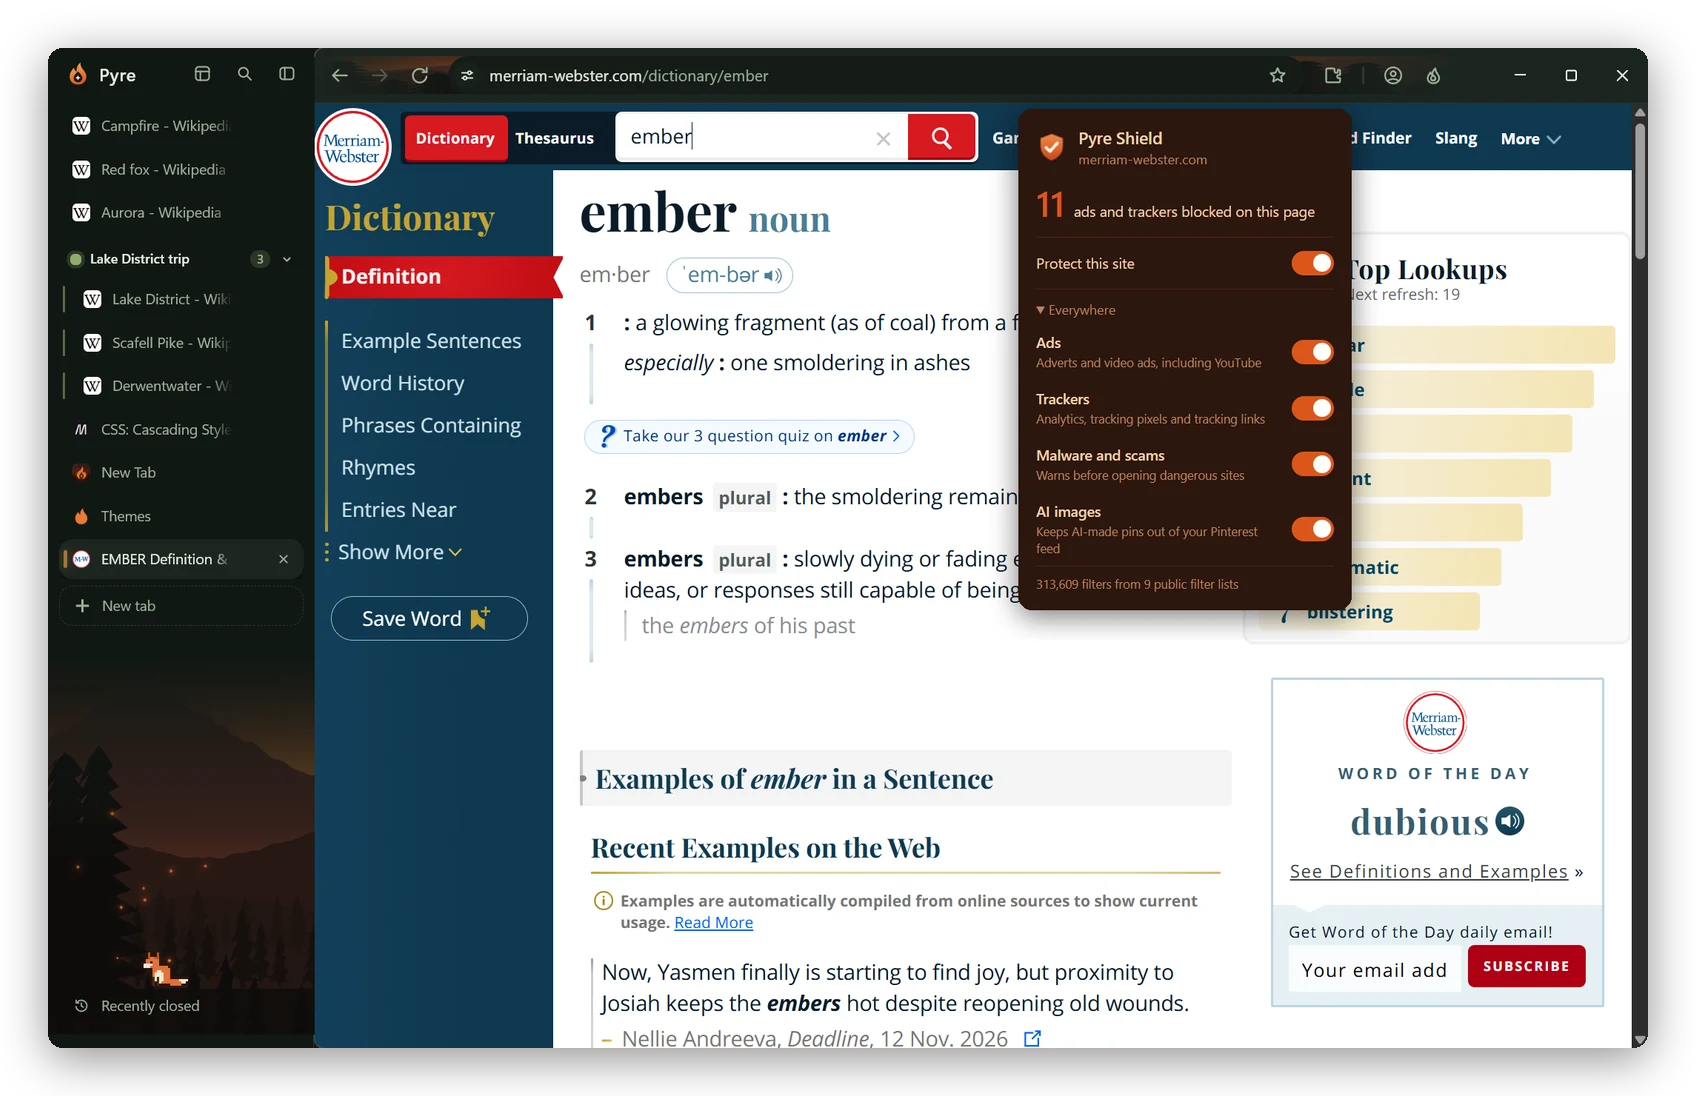 Pyre
Campfire - Wikipedi
Red fox - Wikipedia
Aurora - Wikipedia
Lake District trip 3
W Lake District - Wiki
W Scafell Pike - Wikip
W Derwentwater - W
CSS: Cascading Style
New Tab
Themes
EMBER Definition &
New tab
Recently closed
merriam-webster.com/dictionary/ember
Merriam-
Webster
Dictionary
Thesaurus
ember
Finder
Slang
More
Dictionary
Definition
Example Sentences
Word History
Phrases Containing
Rhymes
Entries Near
Show More
Save Word
ember noun
em·ber ˈem-bər
1 : a glowing fragment (as of coal) from a
especially : one smoldering in ashes
? Take our 3 question quiz on ember >
2 embers plural : the smoldering remain
3 embers plural : slowly dying or fading
ideas, or responses still capable of being
the embers of his past
Examples of ember in a Sentence
Recent Examples on the Web
Examples are automatically compiled from online sources to show current
usage. Read More
Now, Yasmen finally is starting to find joy, but proximity to
Josiah keeps the embers hot despite reopening old wounds.
– Nellie Andreeva, Deadline, 12 Nov. 2026
Pyre Shield
merriam-webster.com
11 ads and trackers blocked on this page
Protect this site
Everywhere
Ads
Adverts and video ads, including YouTube
Trackers
Analytics, tracking pixels and tracking links
Malware and scams
Warns before opening dangerous sites
AI images
Keeps AI-made pins out of your Pinterest
feed
313,609 filters from 9 public filter lists
Top Lookups
Next refresh: 19
matic
7 blistering
Merriam-
Webster
WORD OF THE DAY
dubious
See Definitions and Examples »
Get Word of the Day daily email!
Your email add
SUBSCRIBE